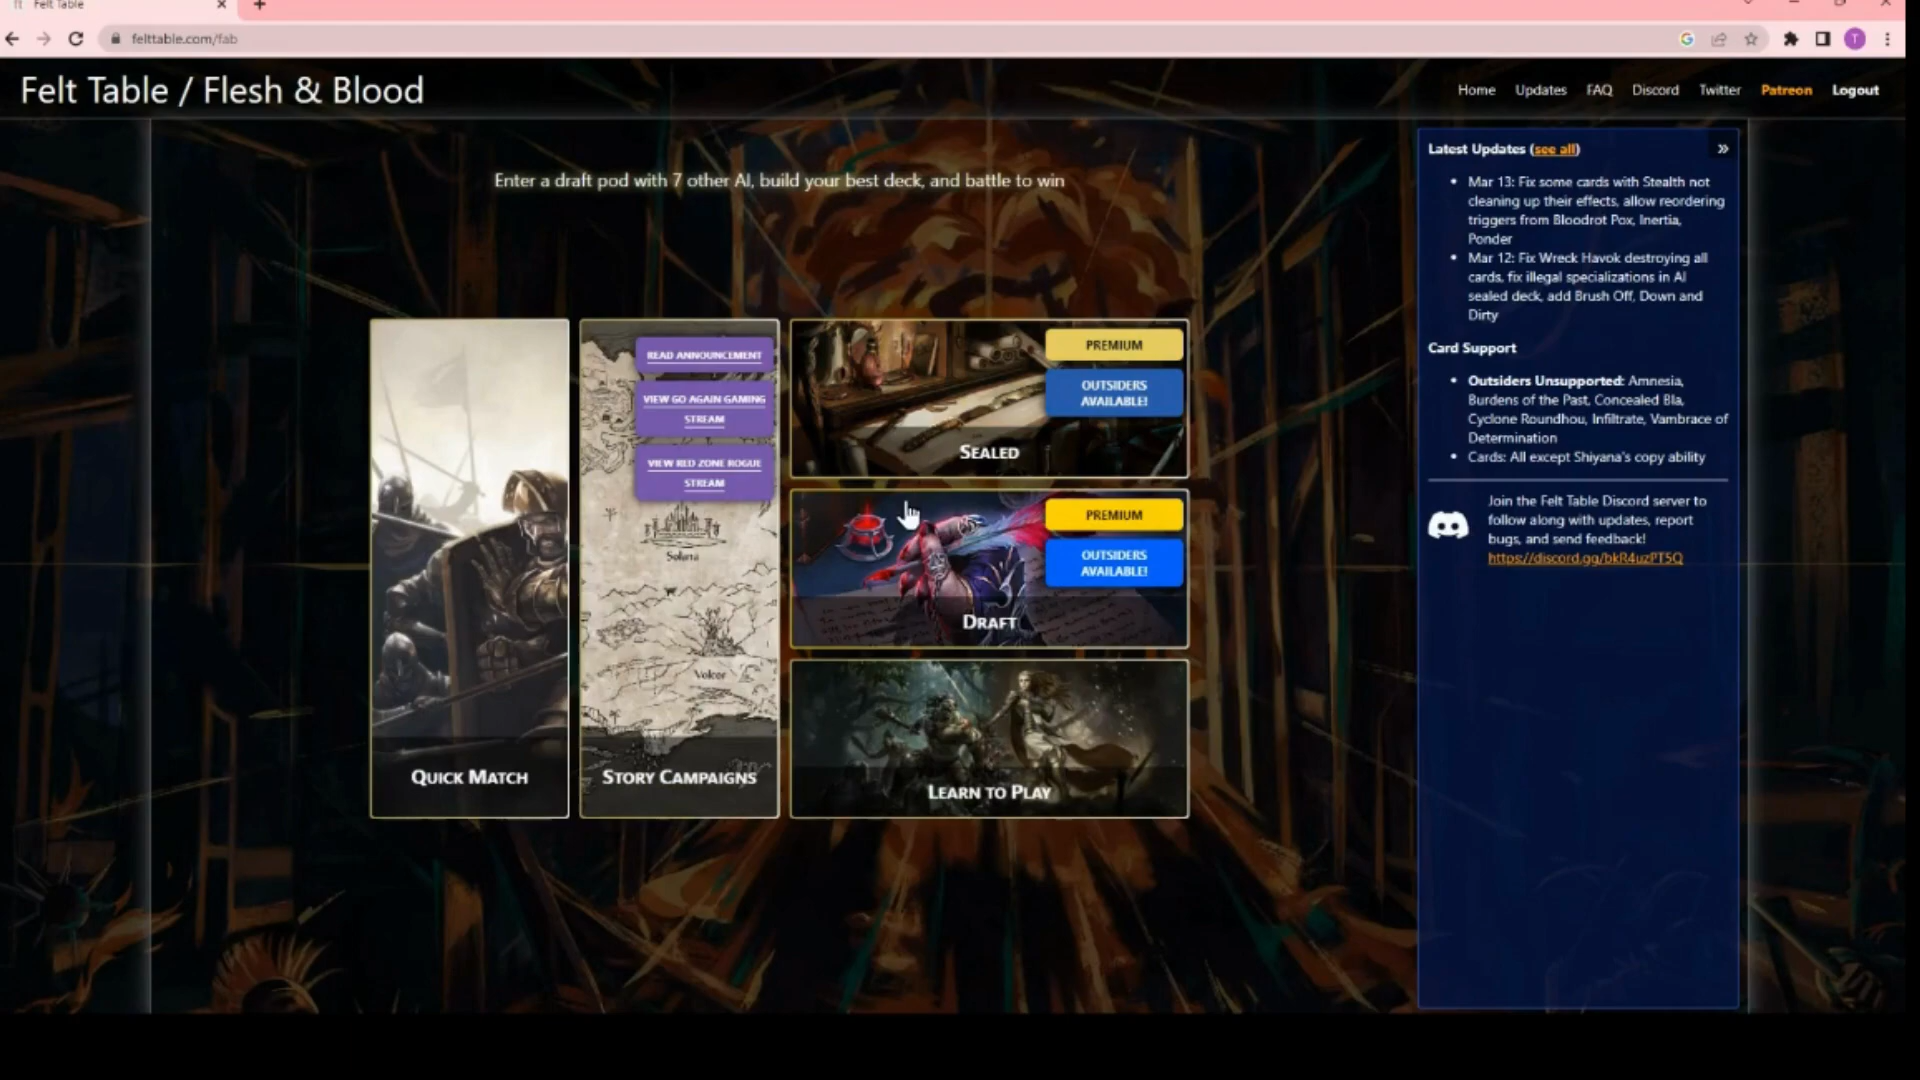 Felt Table
felttable.com/fab
T
Felt Table / Flesh & Blood
Home Updates FAQ Discord Twitter Patreon Logout
Enter a draft pod with 7 other AI, build your best deck, and battle to win
READ ANNOUNCEMENT
VIEW GO AGAIN GAMING
STREAM
VIEW RED ZONE ROGUE
STREAM
Solana
Volcor
QUICK MATCH
STORY CAMPAIGNS
PREMIUM
OUTSIDERS
AVAILABLE!
SEALED
PREMIUM
OUTSIDERS
AVAILABLE!
DRAFT
LEARN TO PLAY
Latest Updates (see all)
»
• Mar 13: Fix some cards with Stealth not
cleaning up their effects, allow reordering
triggers from Bloodrot Pox, Inertia,
Ponder
• Mar 12: Fix Wreck Havok destroying all
cards, fix illegal specializations in AI
sealed deck, add Brush Off, Down and
Dirty
Card Support
• Outsiders Unsupported: Amnesia,
Burdens of the Past, Concealed Bla,
Cyclone Roundhou, Infiltrate, Vambrace of
Determination
• Cards: All except Shiyana's copy ability
Join the Felt Table Discord server to
follow along with updates, report
bugs, and send feedback!
https://discord.gg/bkR4uzPT5Q